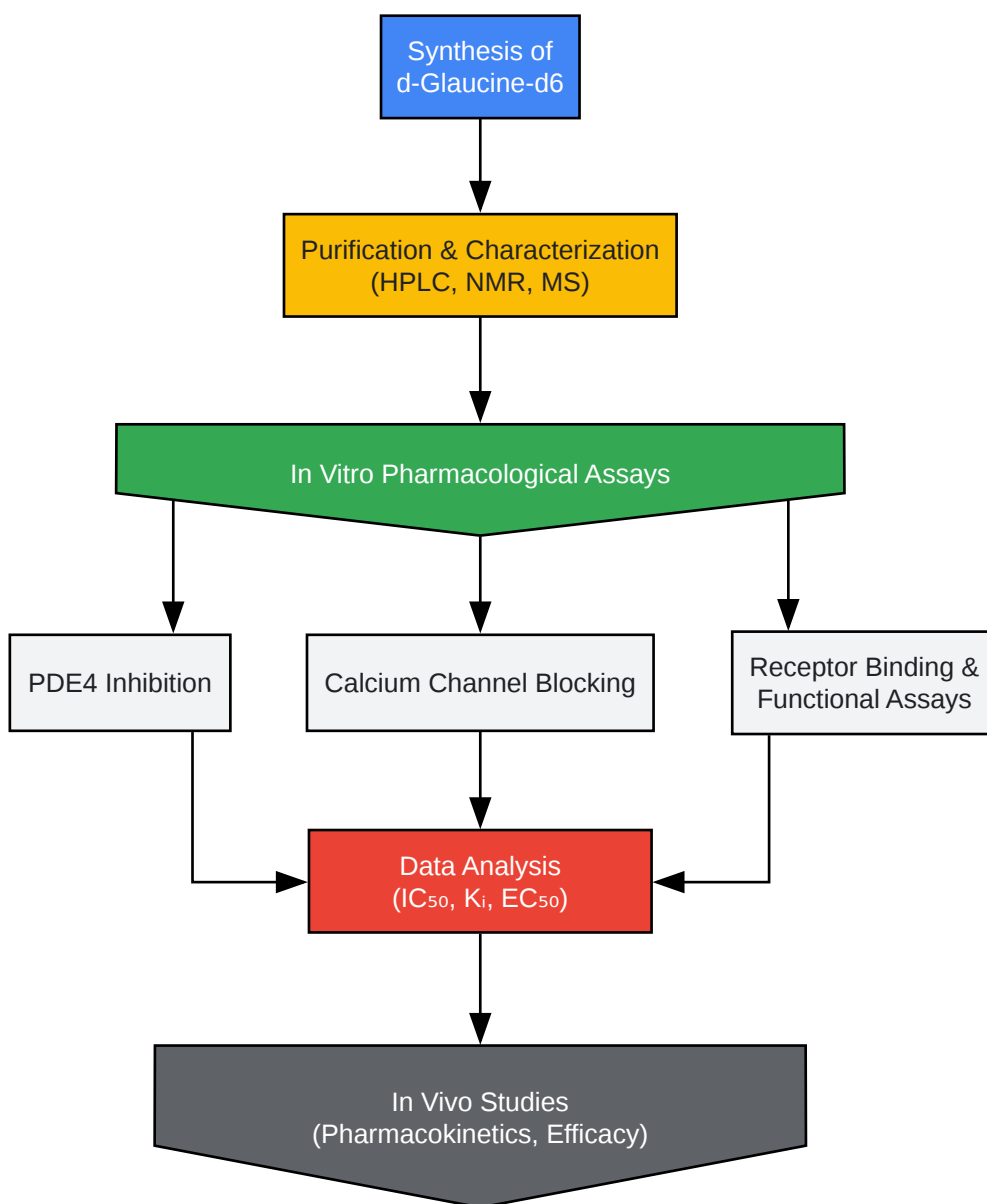 Synthesis of
d-Glaucine-d6
Purification & Characterization
(HPLC, NMR, MS)
In Vitro Pharmacological Assays
PDE4 Inhibition
Calcium Channel Blocking
Receptor Binding &
Functional Assays
Data Analysis
(IC₅₀, Kᵢ, EC₅₀)
In Vivo Studies
(Pharmacokinetics, Efficacy)